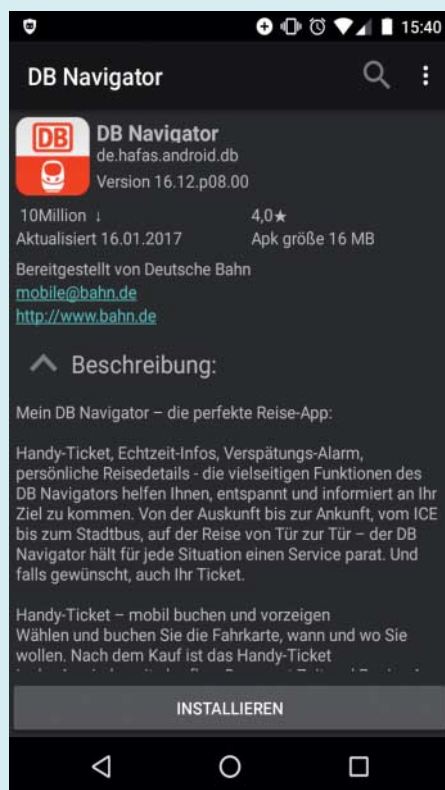 15:40
DB Navigator
DB
DB Navigator
de.hafas.android.db
Version 16.12.p08.00
10Million ↓ 4,0★
Aktualisiert 16.01.2017 Apk größe 16 MB
Bereitgestellt von Deutsche Bahn
mobile@bahn.de
http://www.bahn.de
Beschreibung:
Mein DB Navigator – die perfekte Reise-App:
Handy-Ticket, Echtzeit-Infos, Verspätungs-Alarm,
persönliche Reisedetails - die vielseitigen Funktionen des
DB Navigators helfen Ihnen, entspannt und informiert an Ihr
Ziel zu kommen. Von der Auskunft bis zur Ankunft, vom ICE
bis zum Stadtbus, auf der Reise von Tür zur Tür – der DB
Navigator hält für jede Situation einen Service parat. Und
falls gewünscht, auch Ihr Ticket.
Handy-Ticket – mobil buchen und vorzeigen
Wählen und buchen Sie die Fahrkarte, wann und wo Sie
wollen. Nach dem Kauf ist das Handy-Ticket
INSTALLIEREN